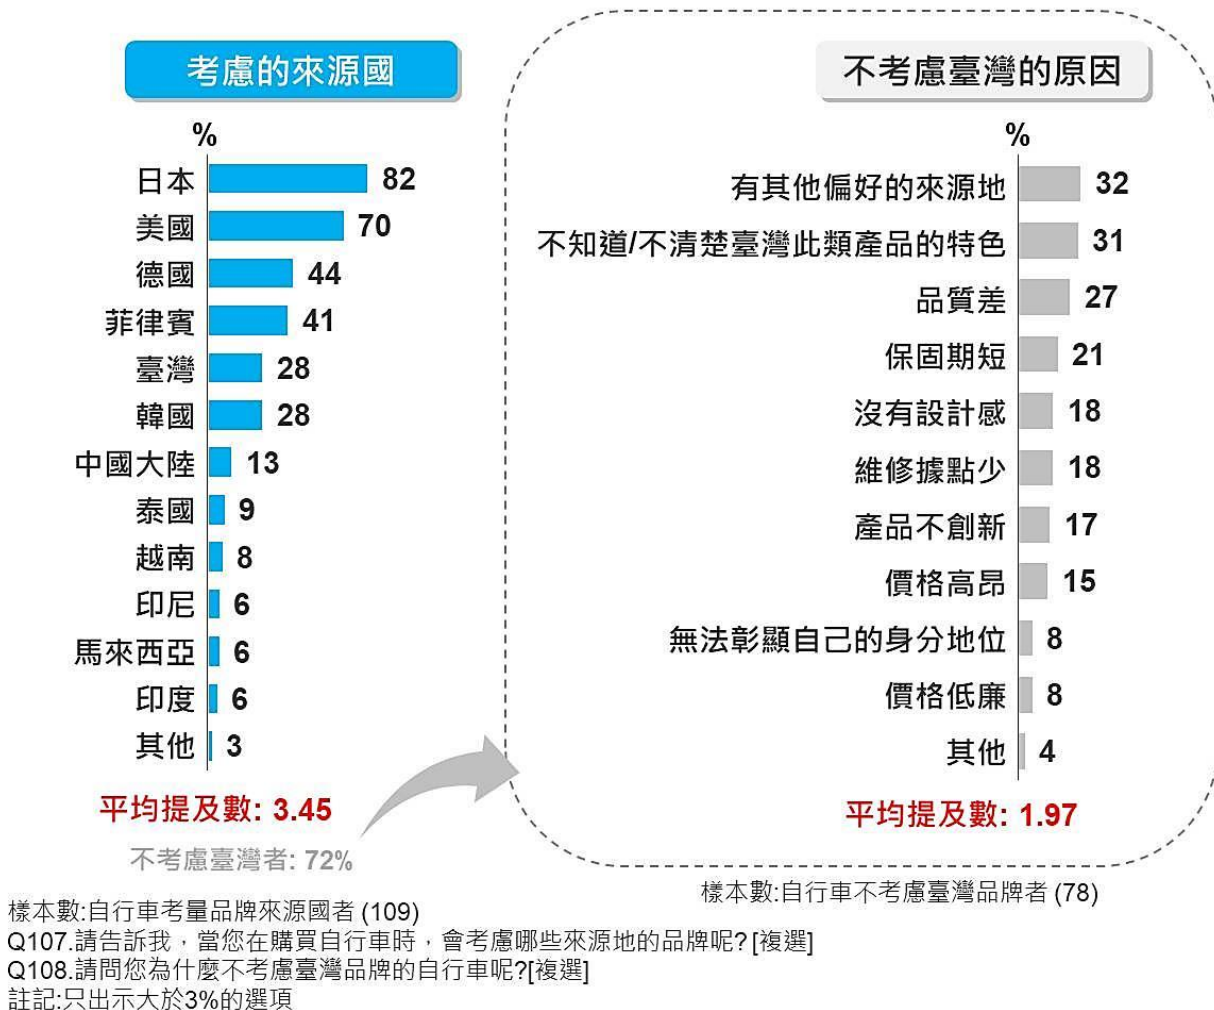 考慮的來源國
%
日本 82
美國 70
德國 44
菲律賓 41
臺灣 28
韓國 28
中國大陸 13
泰國 9
越南 8
印尼 6
馬來西亞 6
印度 6
其他 3
平均提及數: 3.45
不考慮臺灣者: 72%
不考慮臺灣的原因
%
有其他偏好的來源地 32
不知道/不清楚臺灣此類產品的特色 31
品質差 27
保固期短 21
沒有設計感 18
維修據點少 18
產品不創新 17
價格高昂 15
無法彰顯自己的身分地位 8
價格低廉 8
其他 4
平均提及數: 1.97
樣本數:自行車不考慮臺灣品牌者 (78)
樣本數:自行車考量品牌來源國者 (109)
Q107.請告訴我，當您在購買自行車時，會考慮哪些來源地的品牌呢? [複選]
Q108.請問您為什麼不考慮臺灣品牌的自行車呢?[複選]
註記:只出示大於3%的選項